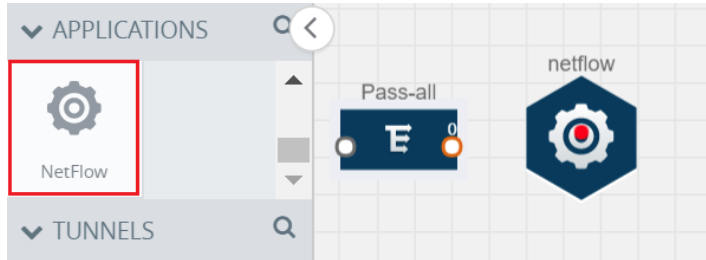 APPLICATIONS
NetFlow
TUNNELS
Pass-all
0
netflow